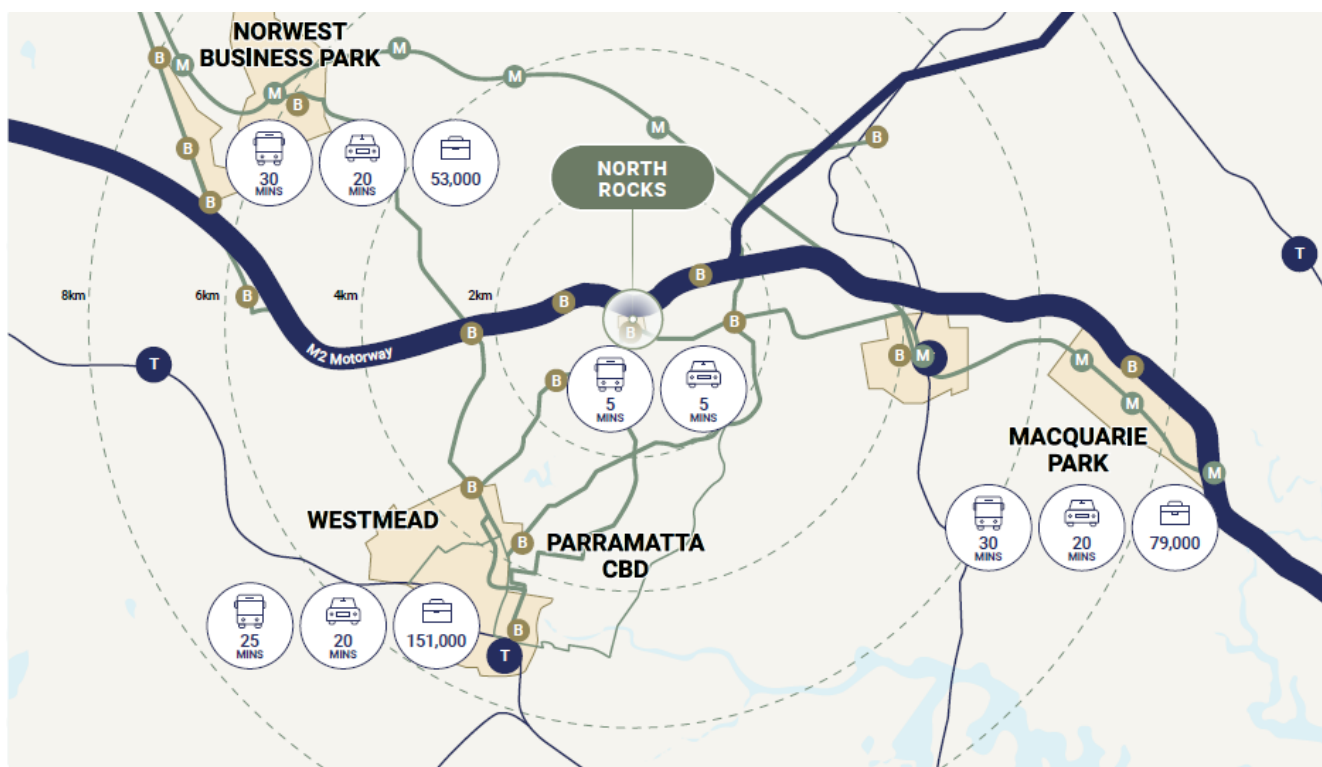 NORWEST
BUSINESS PARK
B
M
M
M
M
B
M
B
B
30
MINS
20
MINS
53,000
NORTH
ROCKS
B
B
T
8km
6km
4km
2km
B
B
B
B
B
B
M2 Motorway
T
B
M
M
B
M
B
5
MINS
5
MINS
MACQUARIE
PARK
M
B
WESTMEAD
PARRAMATTA
CBD
B
30
MINS
20
MINS
79,000
25
MINS
20
MINS
151,000
B
T